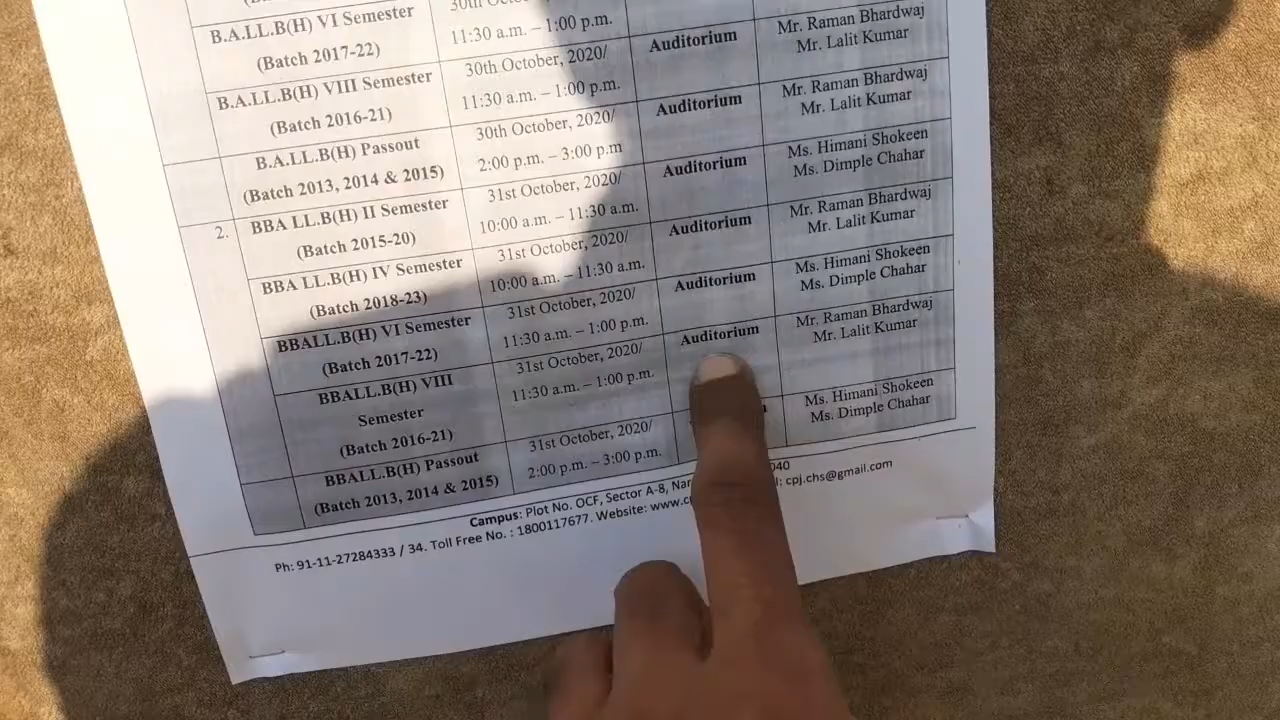 B.A.LL.B(H) VI Semester
(Batch 2017-22)
11:30 a.m. – 1:00 p.m.
Auditorium
Mr. Raman Bhardwaj
Mr. Lalit Kumar
B.A.LL.B(H) VIII Semester
(Batch 2016-21)
30th October, 2020/
11:30 a.m. – 1:00 p.m.
Auditorium
Mr. Raman Bhardwaj
Mr. Lalit Kumar
B.A.LL.B(H) Passout
(Batch 2013, 2014 & 2015)
30th October, 2020/
2:00 p.m. – 3:00 p.m
Auditorium
Ms. Himani Shokeen
Ms. Dimple Chahar
2.
BBA LL.B(H) II Semester
(Batch 2015-20)
31st October, 2020/
10:00 a.m. – 11:30 a.m.
Auditorium
Mr. Raman Bhardwaj
Mr. Lalit Kumar
BBA LL.B(H) IV Semester
(Batch 2018-23)
31st October, 2020/
10:00 a.m. – 11:30 a.m.
Auditorium
Ms. Himani Shokeen
Ms. Dimple Chahar
BBALL.B(H) VI Semester
(Batch 2017-22)
31st October, 2020/
11:30 a.m. – 1:00 p.m.
Auditorium
Mr. Raman Bhardwaj
Mr. Lalit Kumar
BBALL.B(H) VIII
Semester
(Batch 2016-21)
31st October, 2020/
11:30 a.m. – 1:00 p.m.
Ms. Himani Shokeen
Ms. Dimple Chahar
BBALL.B(H) Passout
(Batch 2013, 2014 & 2015)
31st October, 2020/
2:00 p.m. – 3:00 p.m.
Campus: Plot No. OCF, Sector A-8, 040
Ph: 91-11-27284333 / 34. Toll Free No. : 1800117677. Website: cpj.chs@gmail.com